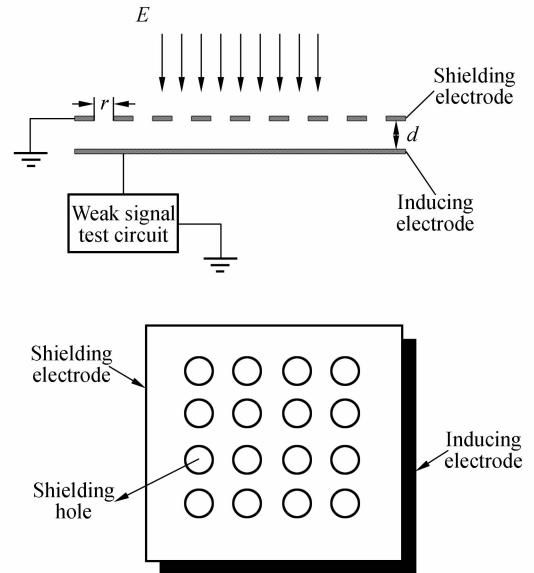 E
r
Shielding
electrode
d
Inducing
electrode
Weak signal
test circuit
Shielding
electrode
Inducing
electrode
Shielding
hole